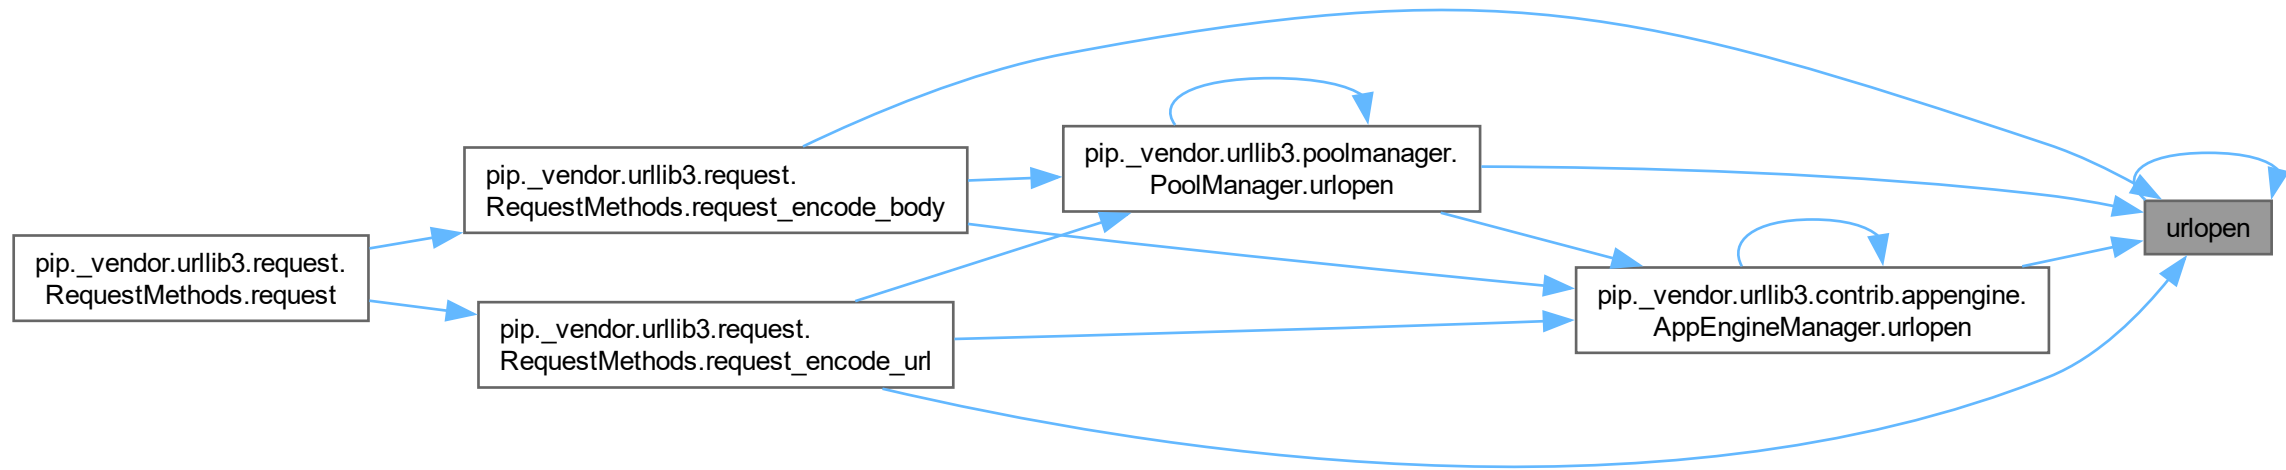 pip._vendor.urllib3.request.
RequestMethods.request
pip._vendor.urllib3.request.
RequestMethods.request_encode_body
pip._vendor.urllib3.request.
RequestMethods.request_encode_url
pip._vendor.urllib3.poolmanager.
PoolManager.urlopen
pip._vendor.urllib3.contrib.appengine.
AppEngineManager.urlopen
urlopen